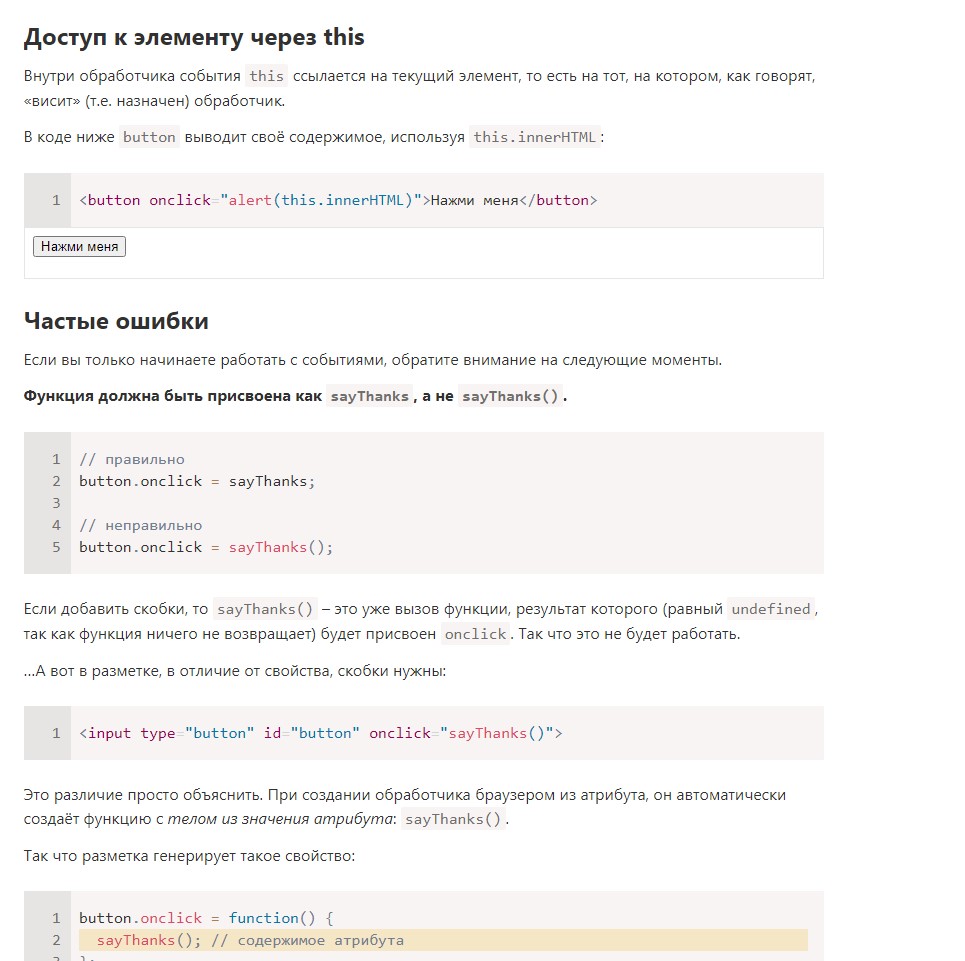 Доступ к элементу через this
Внутри обработчика события this ссылается на текущий элемент, то есть на тот, на котором, как говорят,
«висит» (т.е. назначен) обработчик.
В коде ниже button выводит своё содержимое, используя this.innerHTML:
1 <button onclick="alert(this.innerHTML)">Нажми меня</button>
Нажми меня
Частые ошибки
Если вы только начинаете работать с событиями, обратите внимание на следующие моменты.
Функция должна быть присвоена как sayThanks, а не sayThanks().
1 // правильно
2 button.onclick = sayThanks;
3
4 // неправильно
5 button.onclick = sayThanks();
Если добавить скобки, то sayThanks() – это уже вызов функции, результат которого (равный undefined,
так как функция ничего не возвращает) будет присвоен onclick. Так что это не будет работать.
…А вот в разметке, в отличие от свойства, скобки нужны:
1 <input type="button" id="button" onclick="sayThanks()">
Это различие просто объяснить. При создании обработчика браузером из атрибута, он автоматически
создаёт функцию с телом из значения атрибута: sayThanks().
Так что разметка генерирует такое свойство:
1 button.onclick = function() {
2 sayThanks(); // содержимое атрибута
3 };